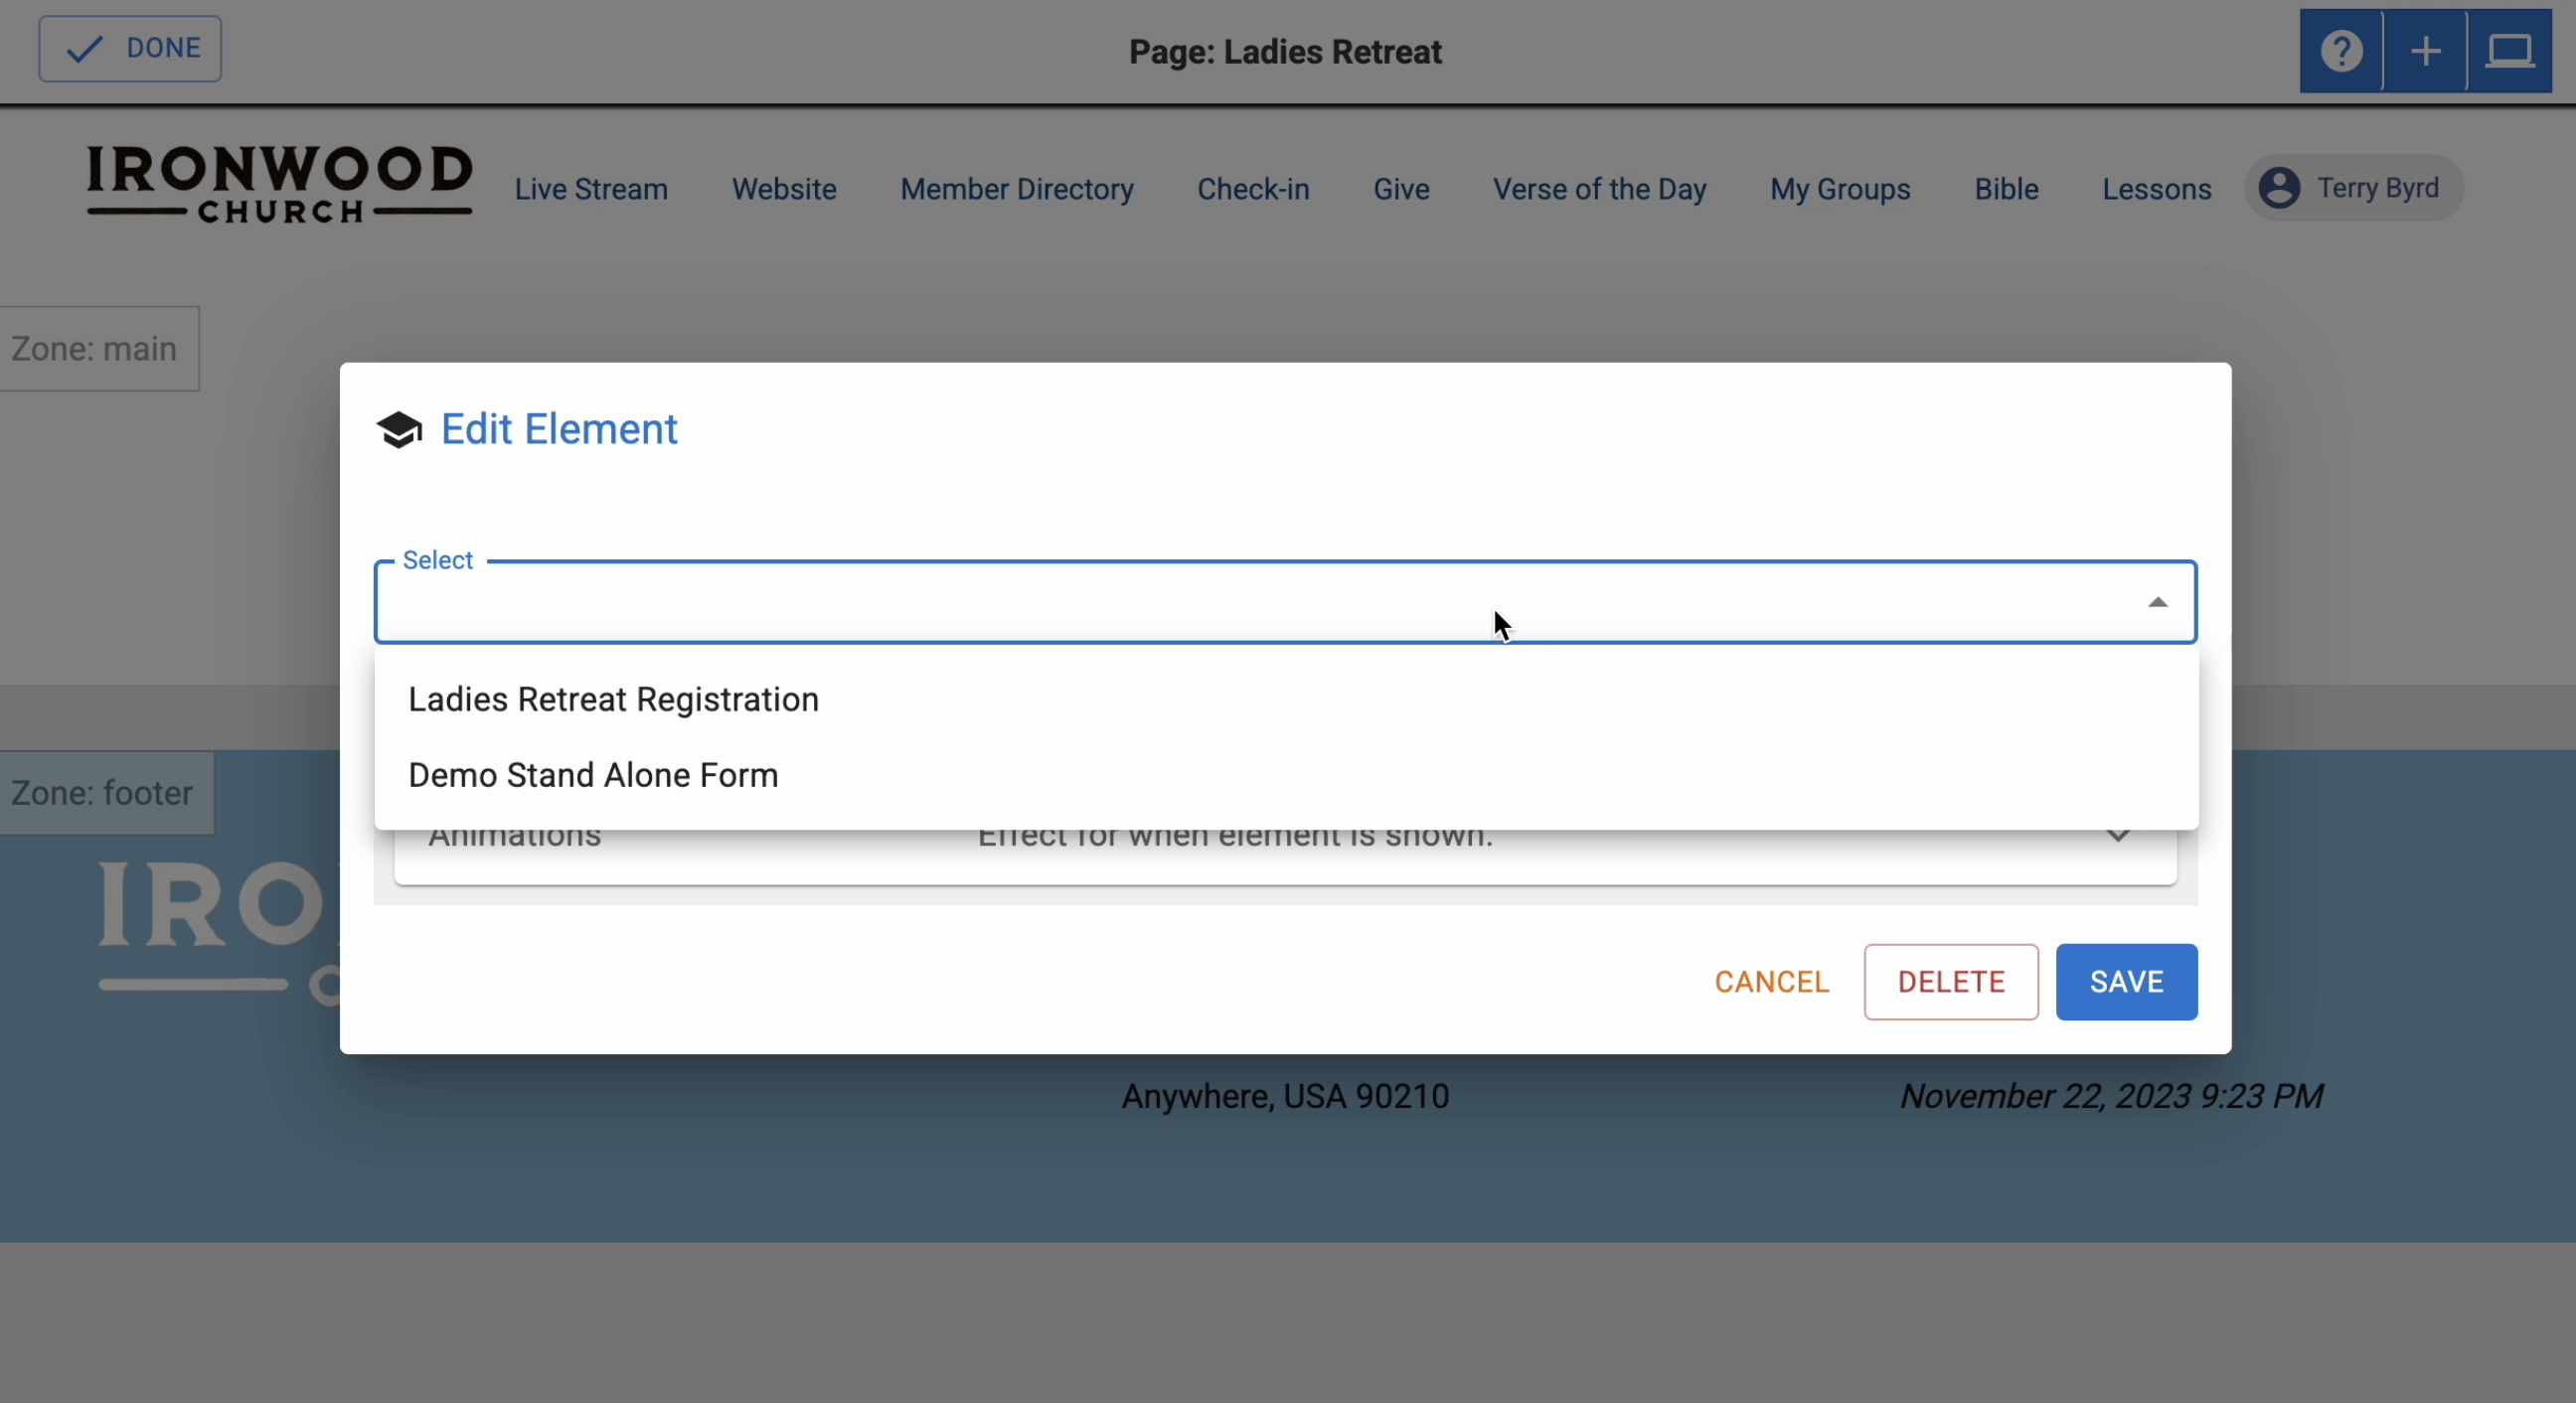 DONE
Page: Ladies Retreat
IRONWOOD
CHURCH
Live Stream Website Member Directory Check-in Give Verse of the Day My Groups Bible Lessons Terry Byrd
Zone: main
Edit Element
Select
Ladies Retreat Registration
Demo Stand Alone Form
Animations Effect for when element is shown.
Zone: footer
IRO
CANCEL DELETE SAVE
Anywhere, USA 90210
November 22, 2023 9:23 PM